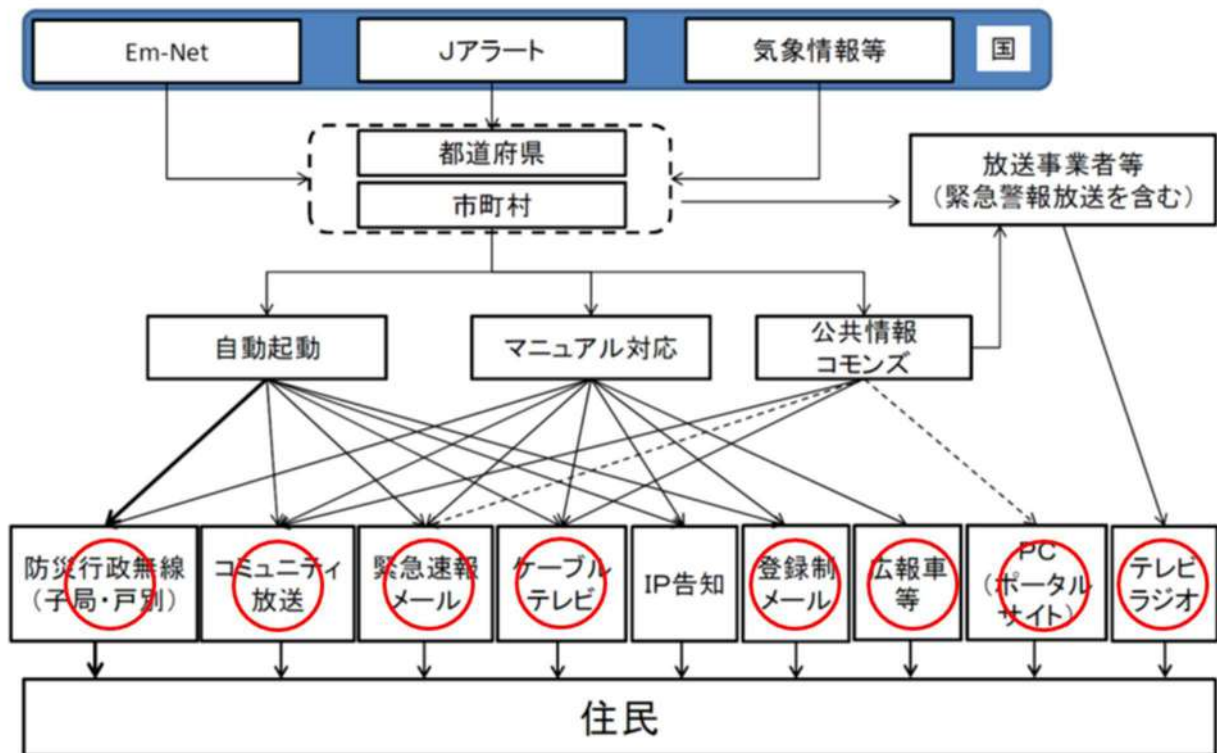 Em-Net
Jアラート
気象情報等
国
都道府県
市町村
放送事業者等
（緊急警報放送を含む）
自動起動
マニュアル対応
公共情報
コモンズ
防災行政無線
（子局・戸別）
コミュニティ
放送
緊急速報
メール
ケーブル
テレビ
IP告知
登録制
メール
広報車
等
PC
（ポータル
サイト）
テレビ
ラジオ
住民